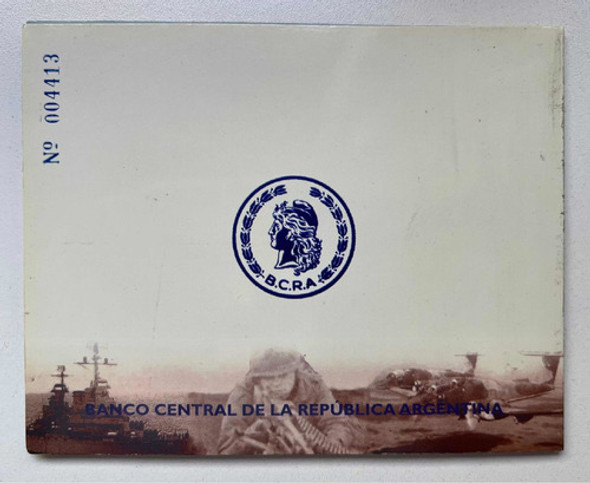 Nº 004413
B.C.R.A
BANCO CENTRAL DE LA REPÚBLICA ARGENTINA